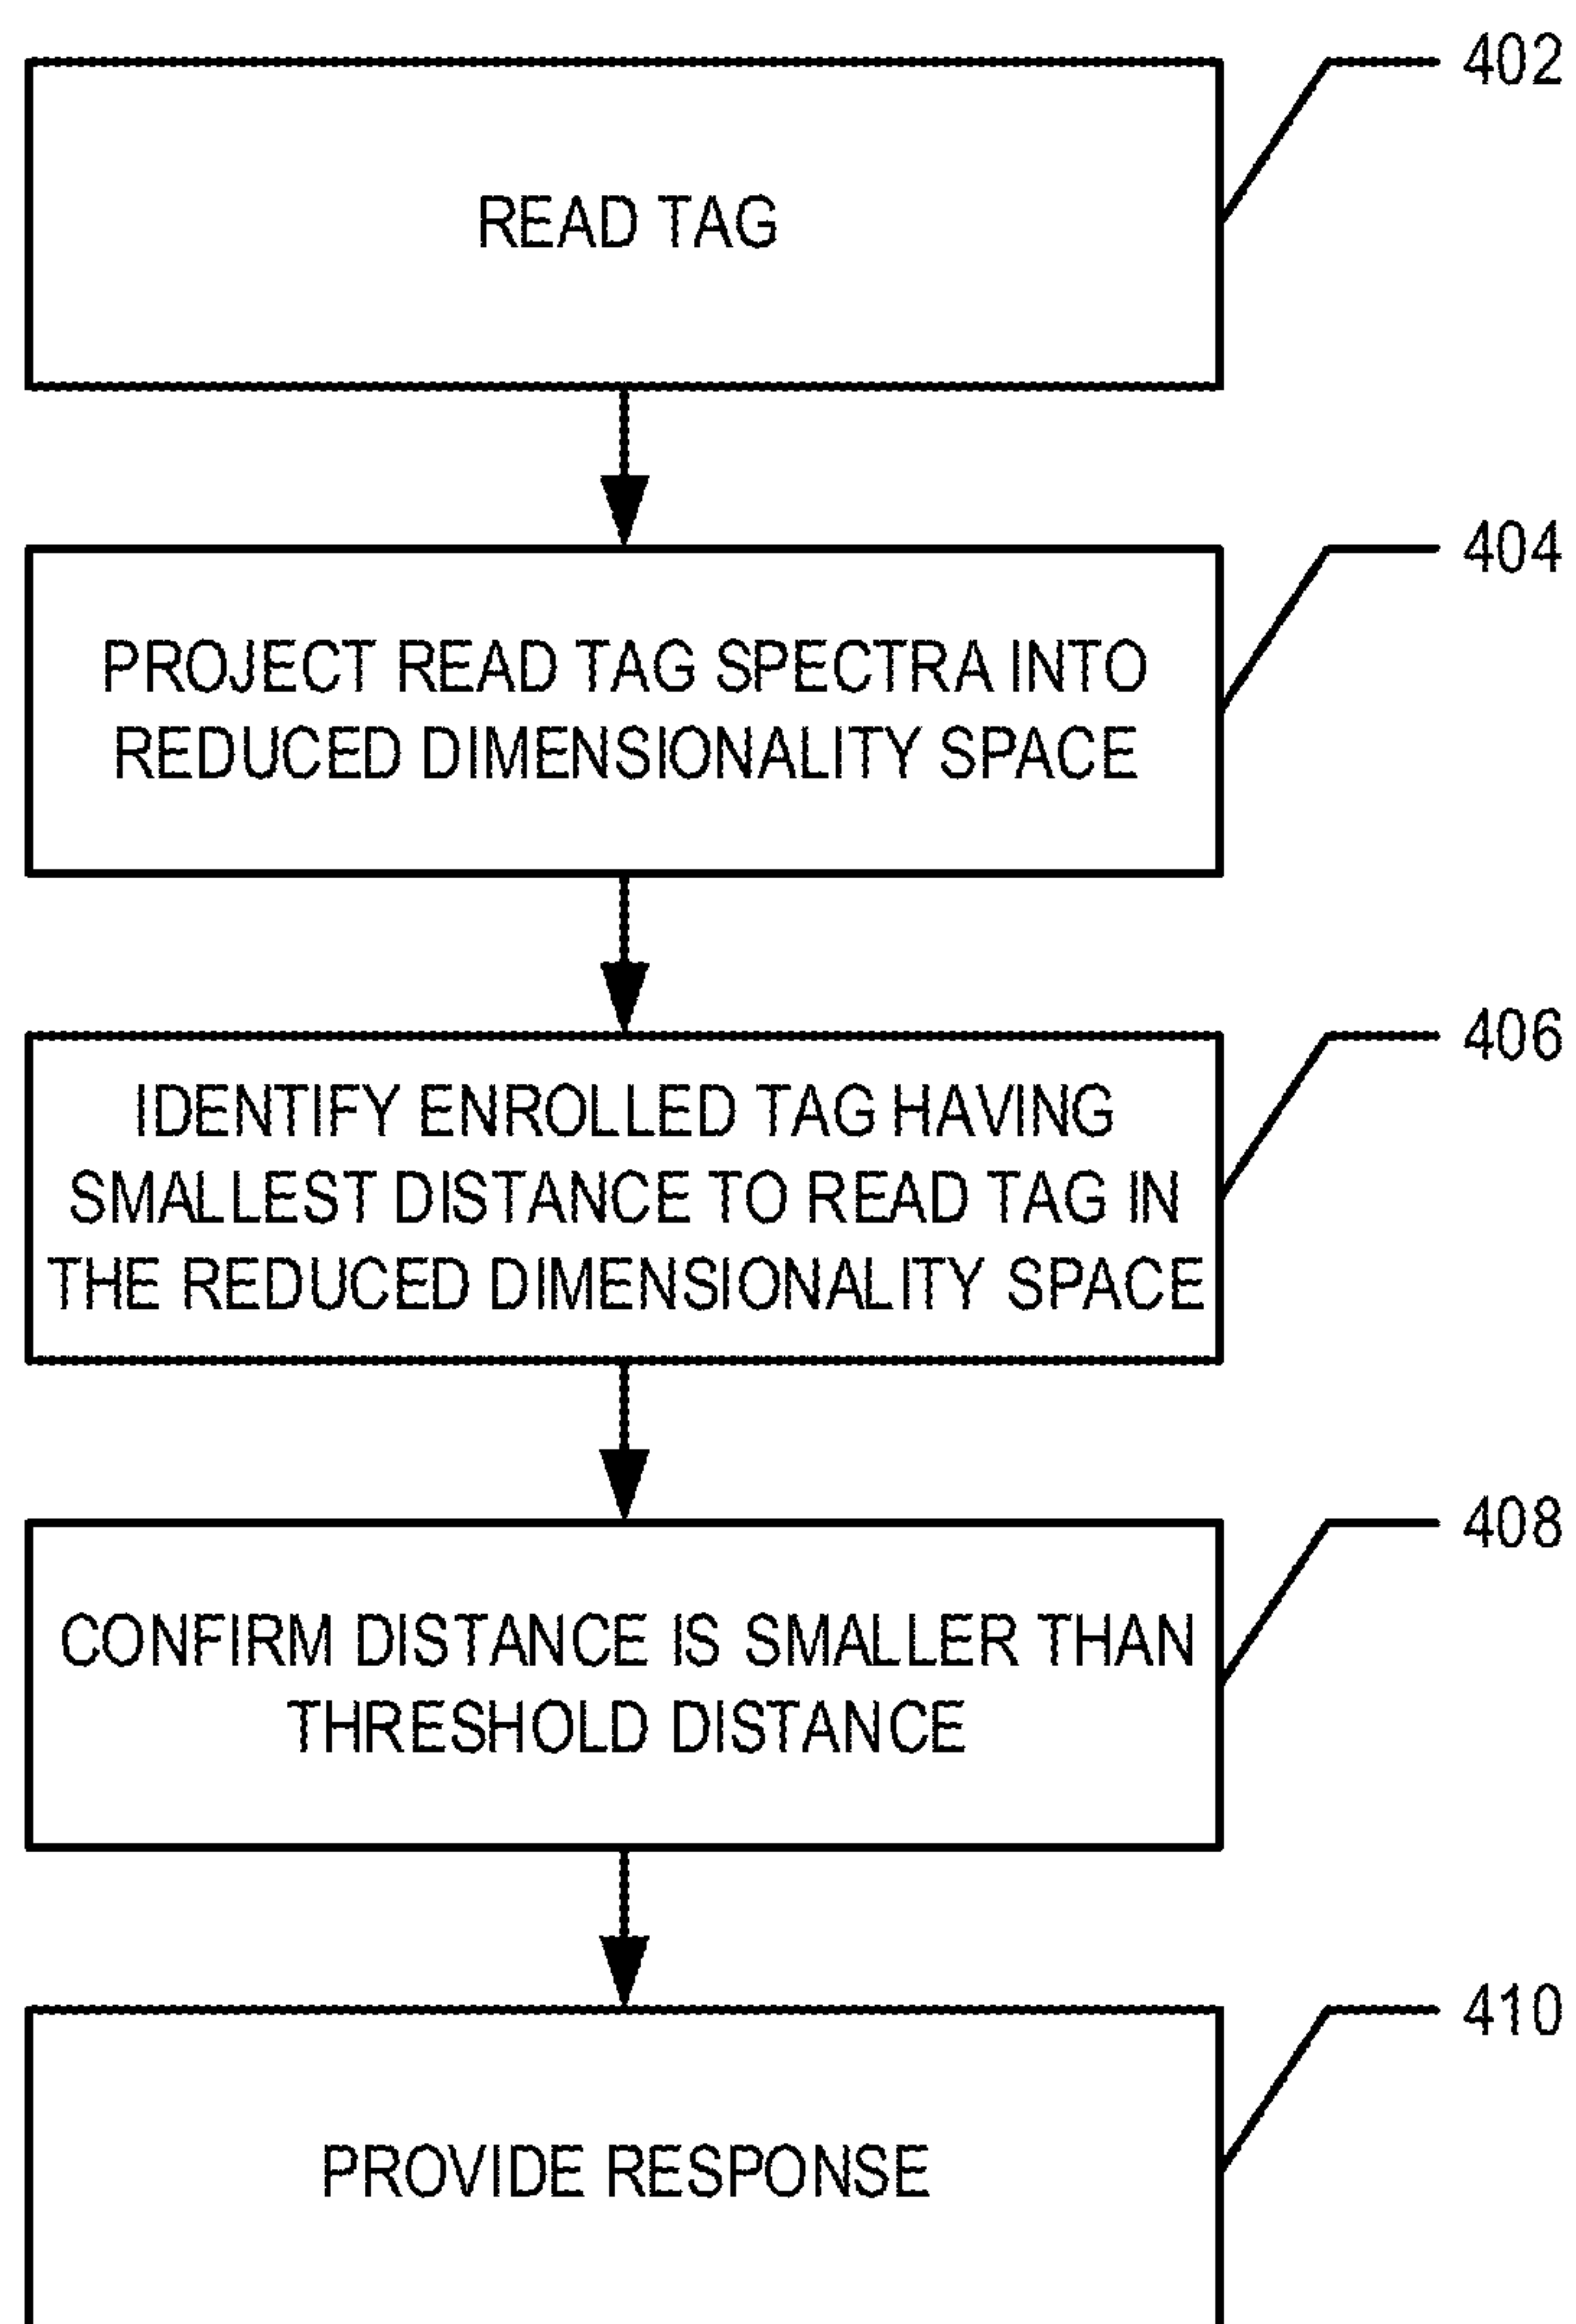 402
READ TAG
404
PROJECT READ TAG SPECTRA INTO
REDUCED DIMENSIONALITY SPACE
406
IDENTIFY ENROLLED TAG HAVING
SMALLEST DISTANCE TO READ TAG IN
THE REDUCED DIMENSIONALITY SPACE
408
CONFIRM DISTANCE IS SMALLER THAN
THRESHOLD DISTANCE
410
PROVIDE RESPONSE